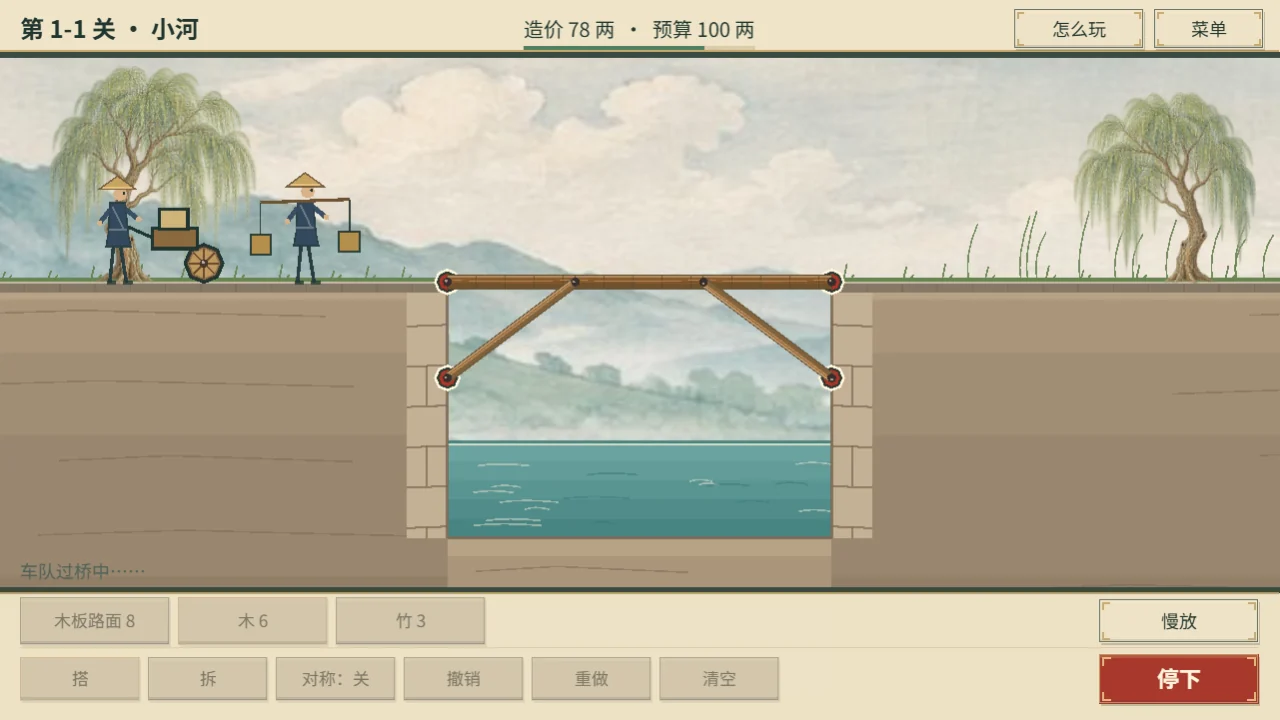 第 1-1 关 · 小河
造价 78 两 · 预算 100 两
怎么玩
菜单
车队过桥中……
木板路面 8
木 6
竹 3
慢放
搭
拆
对称：关
撤销
重做
清空
停下